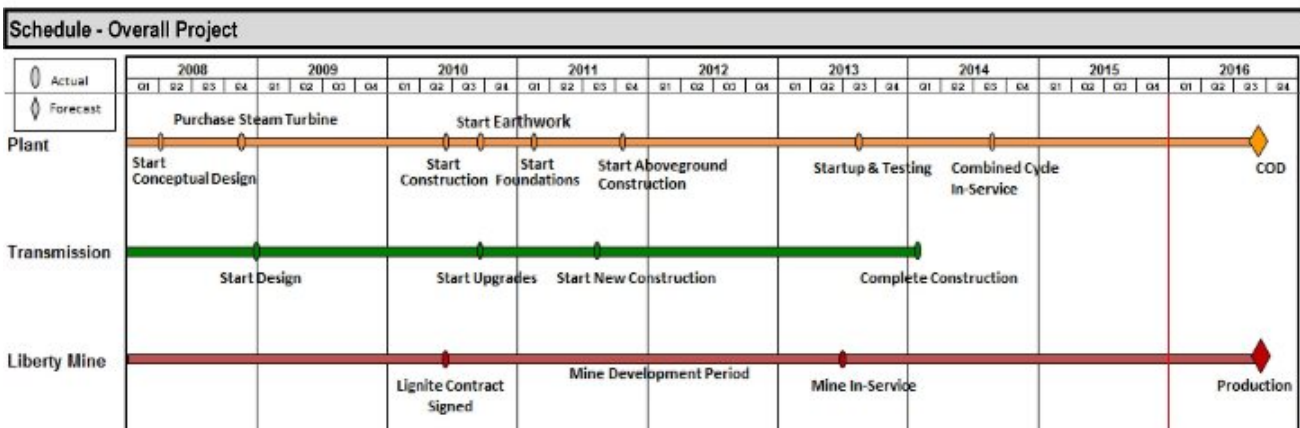 Schedule - Overall Project
Actual
Forecast
2008 2009 2010 2011 2012 2013 2014 2015 2016
Q1 Q2 Q3 Q4 Q1 Q2 Q3 Q4 Q1 Q2 Q3 Q4 Q1 Q2 Q3 Q4 Q1 Q2 Q3 Q4 Q1 Q2 Q3 Q4 Q1 Q2 Q3 Q4 Q1 Q2 Q3 Q4 Q1 Q2 Q3 Q4
Purchase Steam Turbine Start Earthwork
Plant
Start Conceptual Design
Start Construction
Start Foundations
Start Aboveground Construction
Startup & Testing
Combined Cycle In-Service
COD
Transmission
Start Design Start Upgrades Start New Construction Complete Construction
Liberty Mine
Lignite Contract Signed
Mine Development Period
Mine In-Service
Production